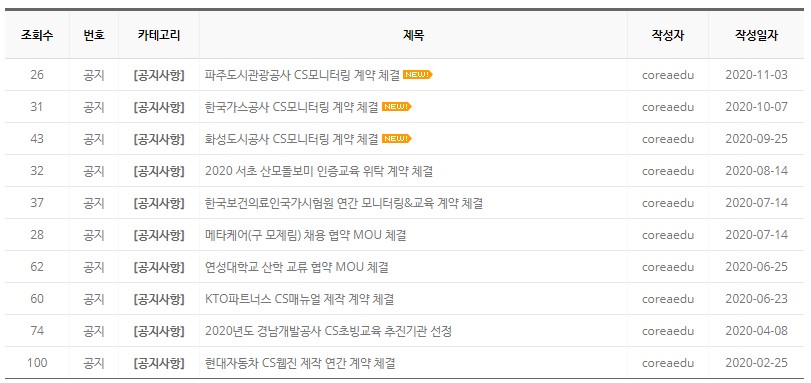 조회수 번호 카테고리 제목 작성자 작성일자
26 공지 [공지사항] 파주도시관광공사 CS모니터링 계약 체결 NEW! coreaedu 2020-11-03
31 공지 [공지사항] 한국가스공사 CS모니터링 계약 체결 NEW! coreaedu 2020-10-07
43 공지 [공지사항] 화성도시공사 CS모니터링 계약 체결 NEW! coreaedu 2020-09-25
32 공지 [공지사항] 2020 서초 산모돌보미 인증교육 위탁 계약 체결 coreaedu 2020-08-14
37 공지 [공지사항] 한국보건의료인국가시험원 연간 모니터링&교육 계약 체결 coreaedu 2020-07-14
28 공지 [공지사항] 메타케어(구 모제림) 채용 협약 MOU 체결 coreaedu 2020-07-14
62 공지 [공지사항] 연성대학교 산학 교류 협약 MOU 체결 coreaedu 2020-06-25
60 공지 [공지사항] KTO파트너스 CS매뉴얼 제작 계약 체결 coreaedu 2020-06-23
74 공지 [공지사항] 2020년도 경남개발공사 CS초빙교육 추진기관 선정 coreaedu 2020-04-08
100 공지 [공지사항] 현대자동차 CS웹진 제작 연간 계약 체결 coreaedu 2020-02-25